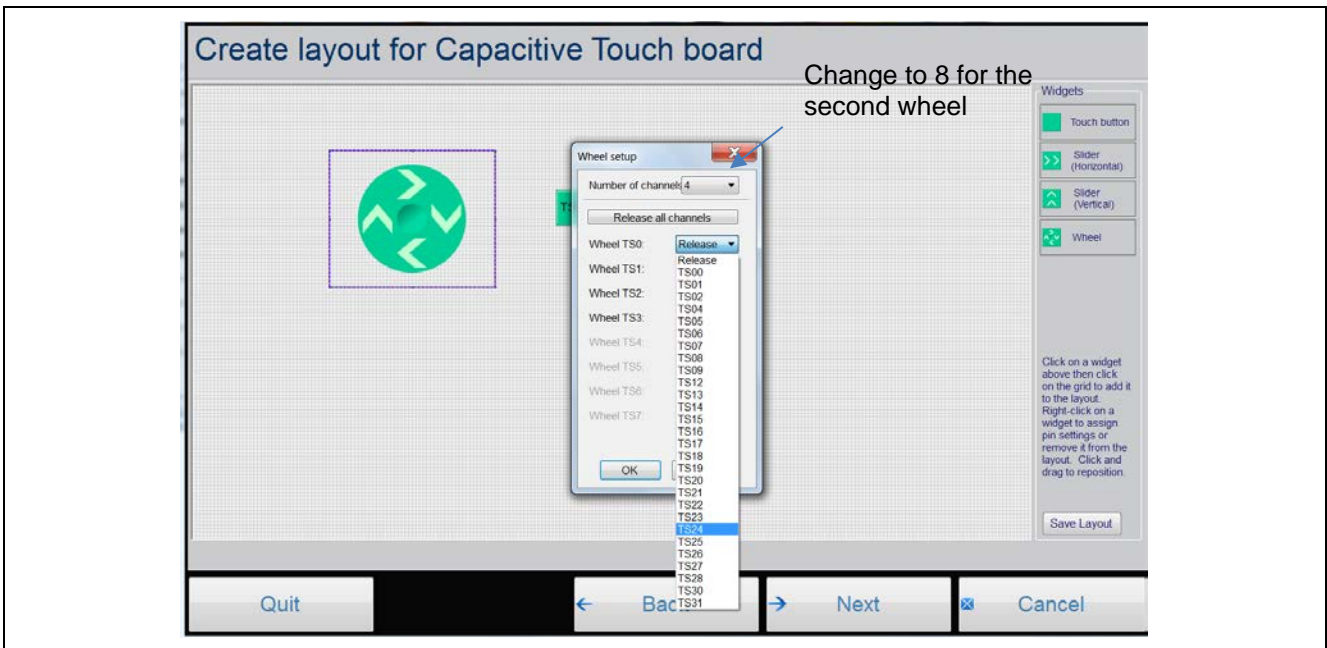 Create layout for Capacitive Touch board
Change to 8 for the
second wheel
Widgets
Touch button
Slider
(Horizontal)
Slider
(Vertical)
Wheel
Wheel setup
Number of channels 4
Release all channels
Wheel TS0: Release
Wheel TS1:
Wheel TS2:
Wheel TS3:
Wheel TS4:
Wheel TS5:
Wheel TS6:
Wheel TS7:
Release
TS00
TS01
TS02
TS04
TS05
TS06
TS07
TS08
TS09
TS12
TS13
TS14
TS15
TS16
TS17
TS18
TS19
TS20
TS21
TS22
TS23
TS24
TS25
TS26
TS27
TS28
TS30
TS31
OK
Click on a widget
above then click
on the grid to add it
to the layout.
Right-click on a
widget to assign
pin settings or
remove it from the
layout. Click and
drag to reposition.
Save Layout
Quit
Next
Cancel